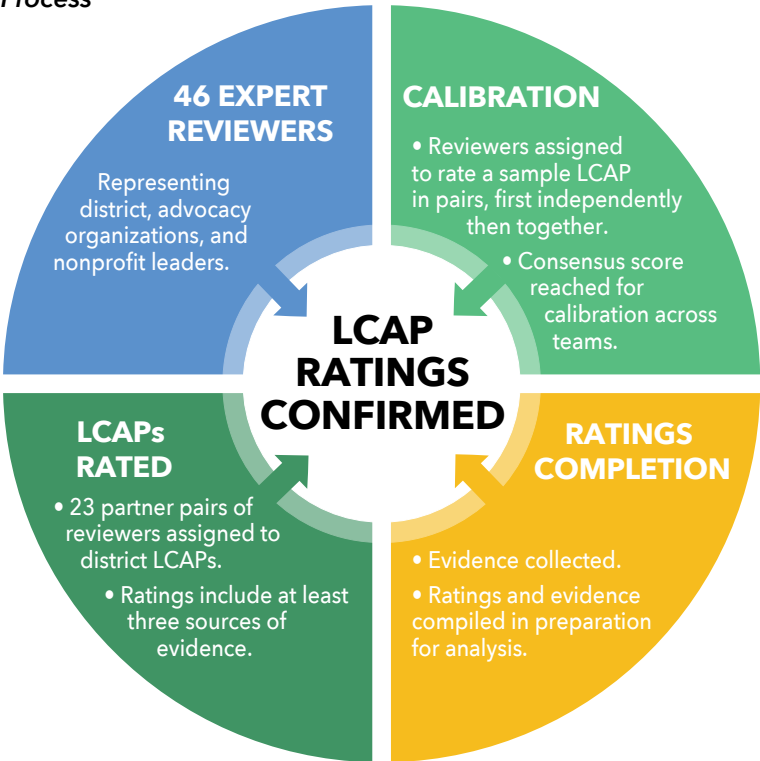 Process
46 EXPERT
REVIEWERS
Representing
district, advocacy
organizations, and
nonprofit leaders.
CALIBRATION
• Reviewers assigned
to rate a sample LCAP
in pairs, first independently
then together.
• Consensus score
reached for
calibration across
teams.
LCAP
RATINGS
CONFIRMED
LCAPs
RATED
• 23 partner pairs of
reviewers assigned to
district LCAPs.
• Ratings include at least
three sources of
evidence.
RATINGS
COMPLETION
• Evidence collected.
• Ratings and evidence
compiled in preparation
for analysis.